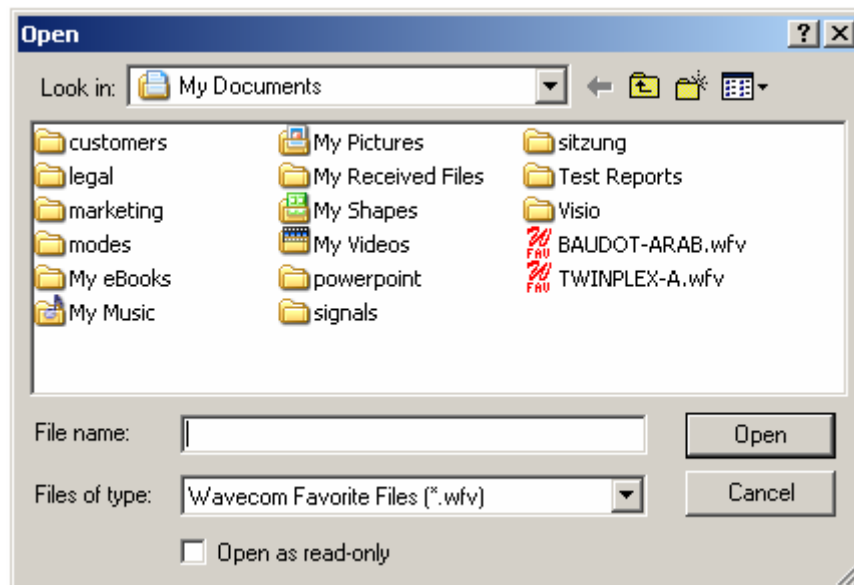 Open
Look in: My Documents
customers
legal
marketing
modes
My eBooks
My Music
My Pictures
My Received Files
My Shapes
My Videos
powerpoint
signals
sitzung
Test Reports
Visio
FAV BAUDOT-ARAB.wfv
FAV TWINPLEX-A.wfv
File name: Open
Files of type: Wavecom Favorite Files (*.wfv) Cancel
Open as read-only